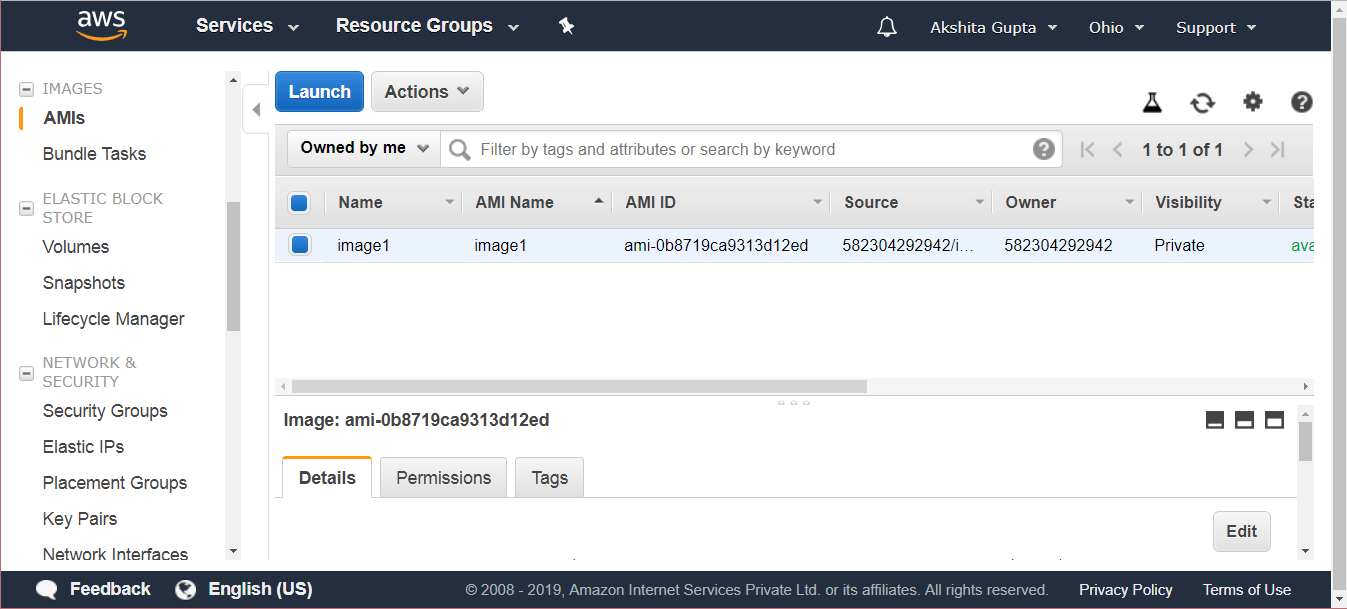 aws Services Resource Groups Akshita Gupta Ohio Support
IMAGES
AMIs
Bundle Tasks
ELASTIC BLOCK
STORE
Volumes
Snapshots
Lifecycle Manager
NETWORK &
SECURITY
Security Groups
Elastic IPs
Placement Groups
Key Pairs
Network Interfaces
Launch Actions
Owned by me Filter by tags and attributes or search by keyword ? 1 to 1 of 1
Name AMI Name AMI ID Source Owner Visibility Sta
image1 image1 ami-0b8719ca9313d12ed 582304292942/i... 582304292942 Private ava
Image: ami-0b8719ca9313d12ed
Details Permissions Tags
Edit
Feedback English (US) © 2008 - 2019, Amazon Internet Services Private Ltd. or its affiliates. All rights reserved. Privacy Policy Terms of Use